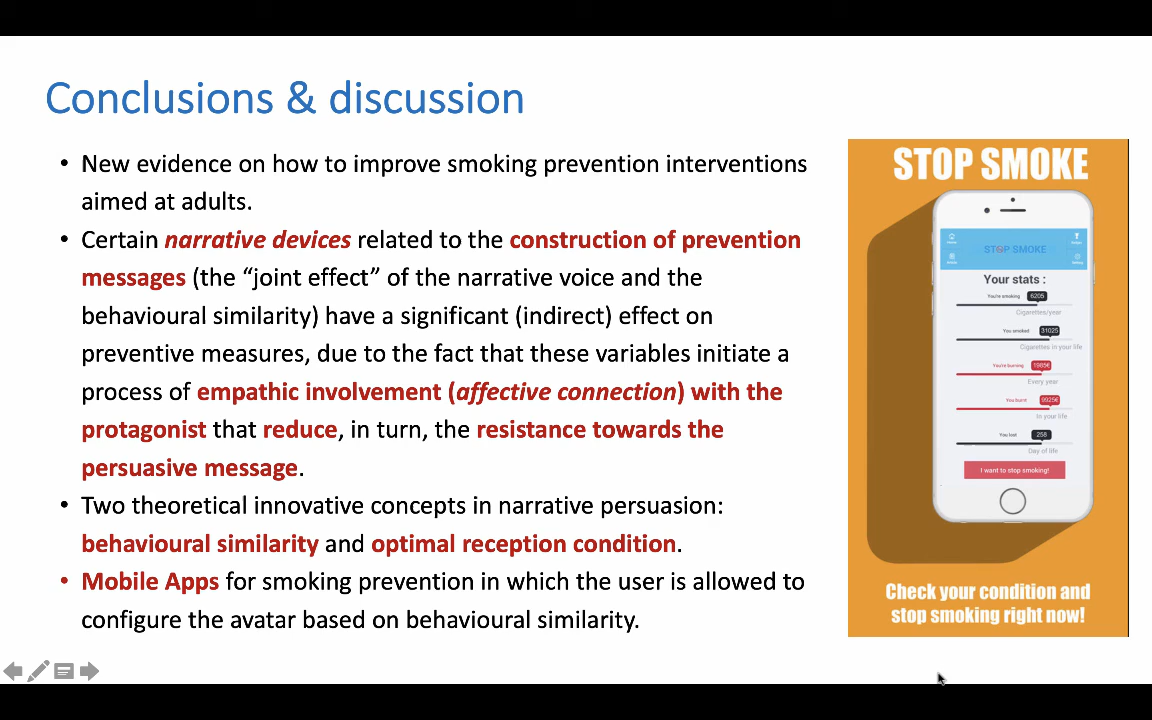 Conclusions & discussion
• New evidence on how to improve smoking prevention interventions
aimed at adults.
• Certain narrative devices related to the construction of prevention
messages (the “joint effect” of the narrative voice and the
behavioural similarity) have a significant (indirect) effect on
preventive measures, due to the fact that these variables initiate a
process of empathic involvement (affective connection) with the
protagonist that reduce, in turn, the resistance towards the
persuasive message.
• Two theoretical innovative concepts in narrative persuasion:
behavioural similarity and optimal reception condition.
• Mobile Apps for smoking prevention in which the user is allowed to
configure the avatar based on behavioural similarity.
STOP SMOKE
STOP SMOKE
Your stats :
You're smoking 6205
Cigarettes/year
You smoked 31025
Cigarettes in your life
You're burning 1985€
Every year
You burnt 9925€
In your life
You lost 258
Day of life
I want to stop smoking!
Check your condition and
stop smoking right now!